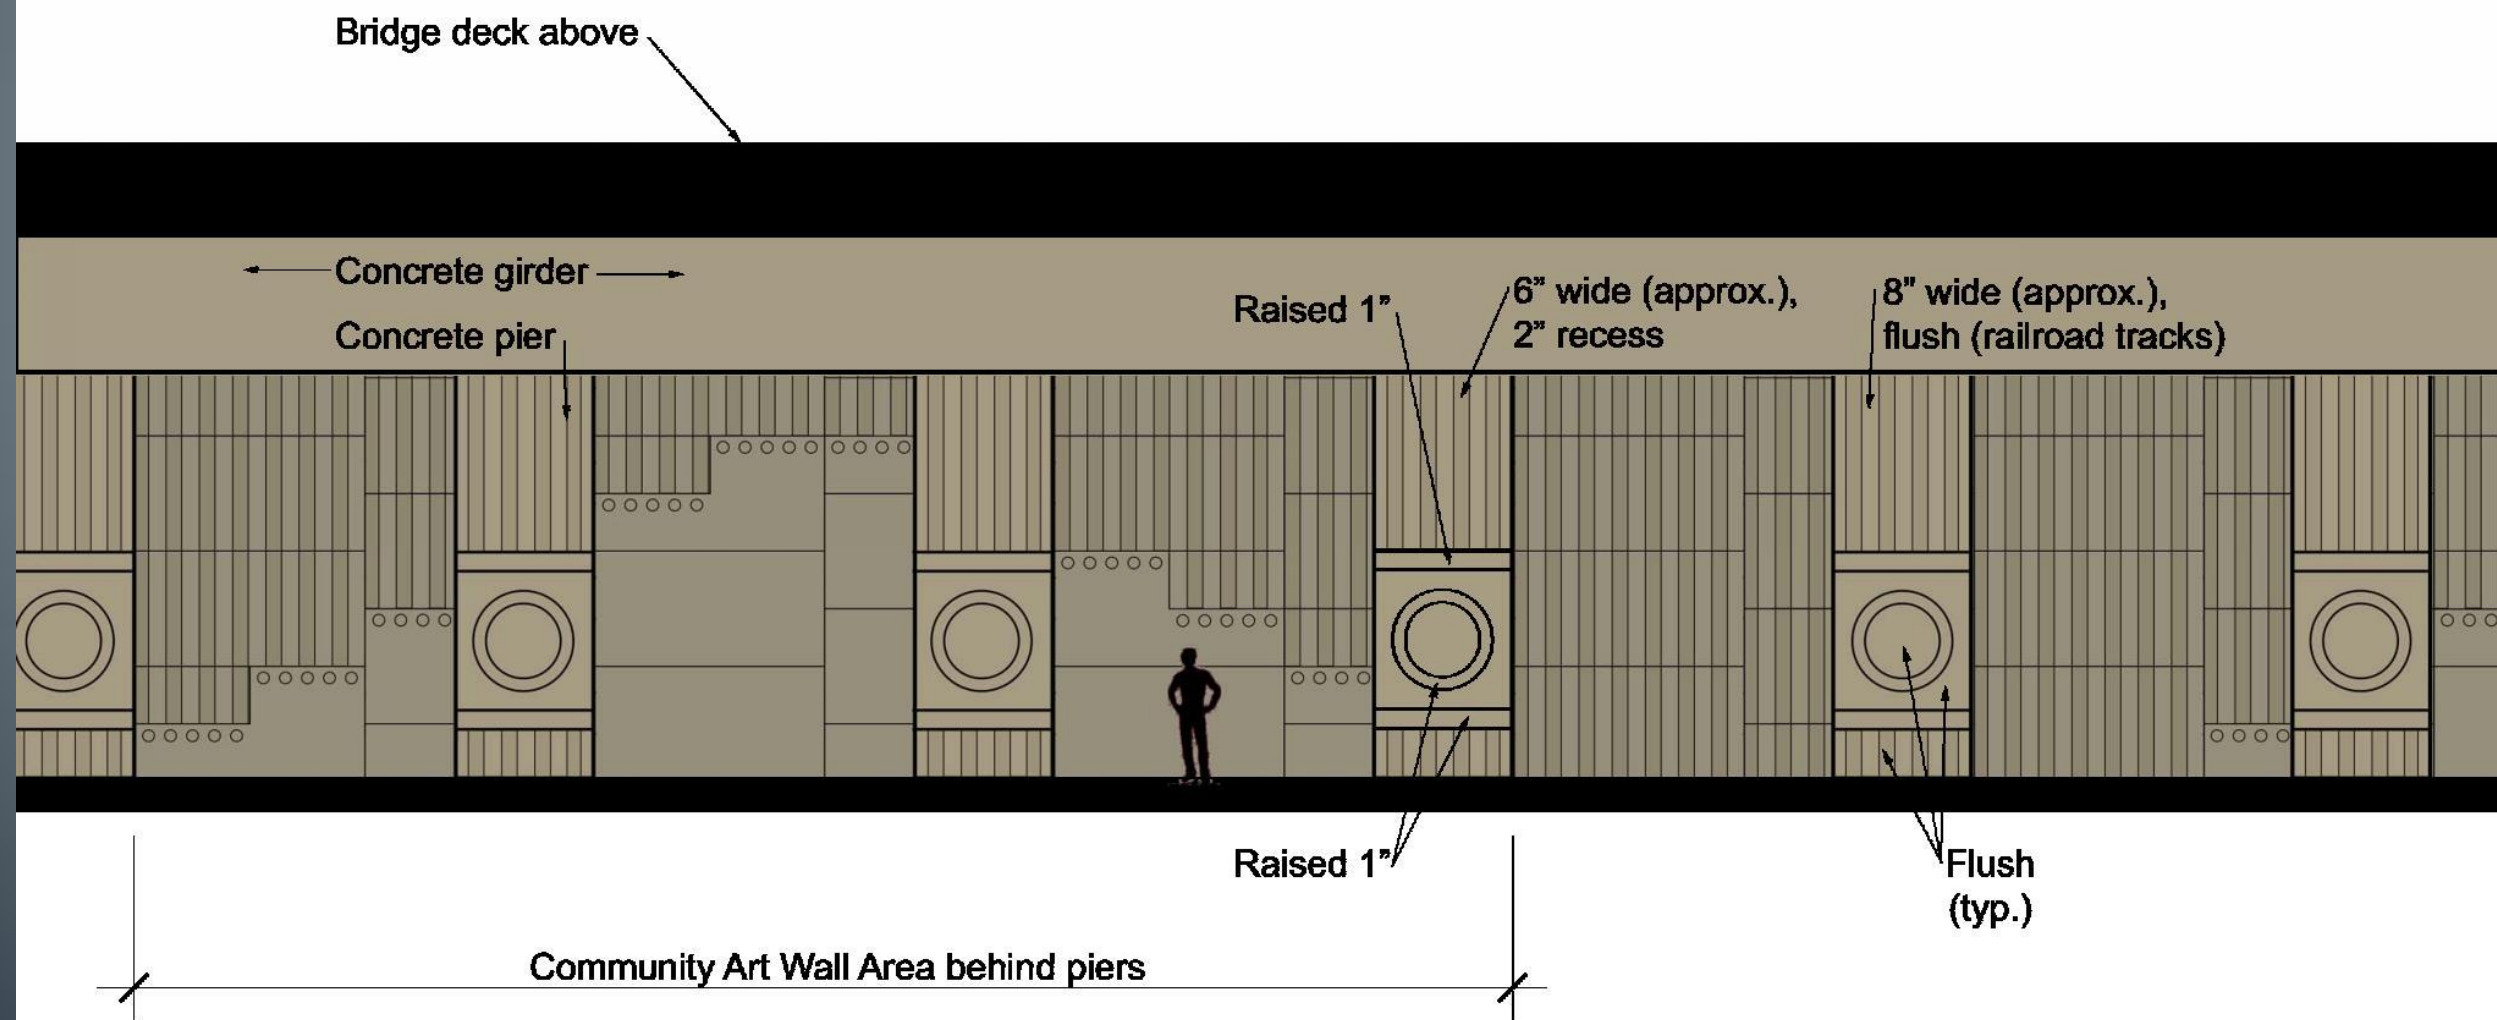 Bridge deck above
Concrete girder
Concrete pier
Raised 1”
6” wide (approx.),
2” recess
8” wide (approx.),
flush (railroad tracks)
Raised 1”
Flush
(typ.)
Community Art Wall Area behind piers